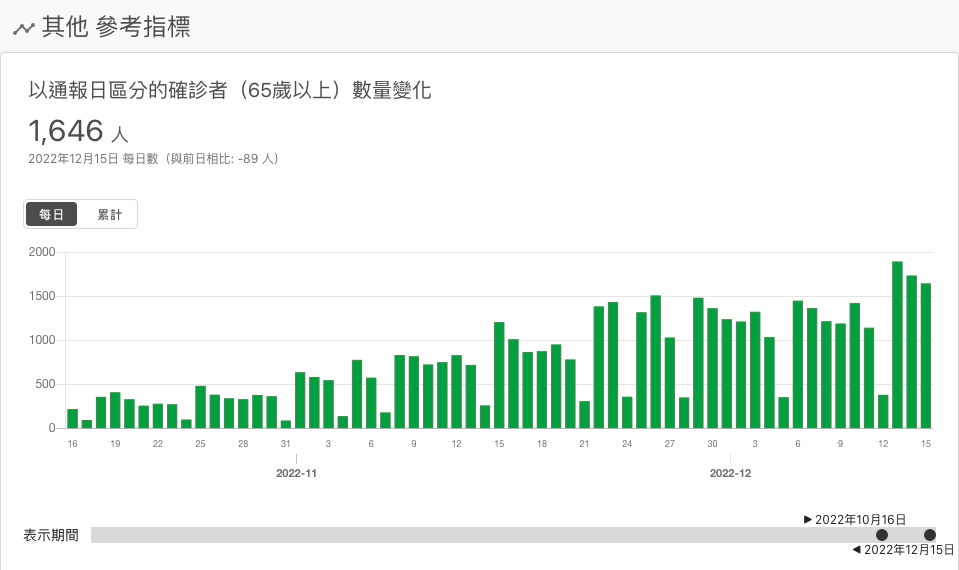 其他 參考指標
以通報日區分的確診者（65歲以上）數量變化
1,646 人
2022年12月15日 每日數（與前日相比: -89 人）
每日 累計
2000
1500
1000
500
0
16 19 22 25 28 31 3 6 9 12 15 18 21 24 27 30 3 6 9 12 15
2022-11 2022-12
▶ 2022年10月16日
表示期間
◀ 2022年12月15日